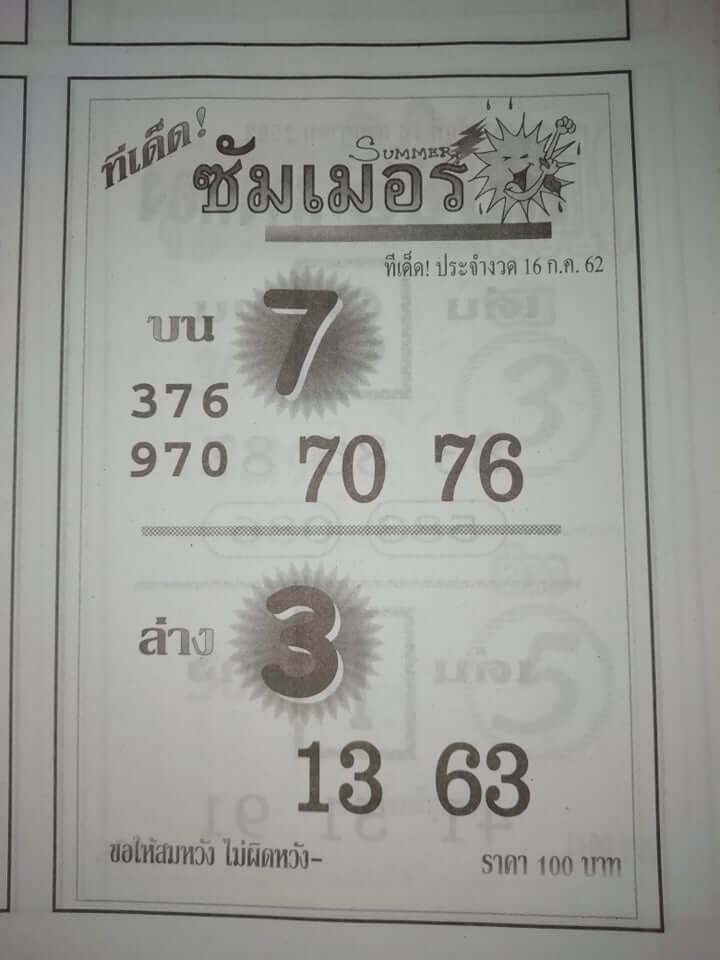 ทีเด็ด!
SUMMER
ซัมเมอร์
ทีเด็ด! ประจำงวด 16 ก.ค. 62
บน 7
376
970 70 76
ล่าง 3
13 63
ขอให้สมหวัง ไม่ผิดหวัง-
ราคา 100 บาท